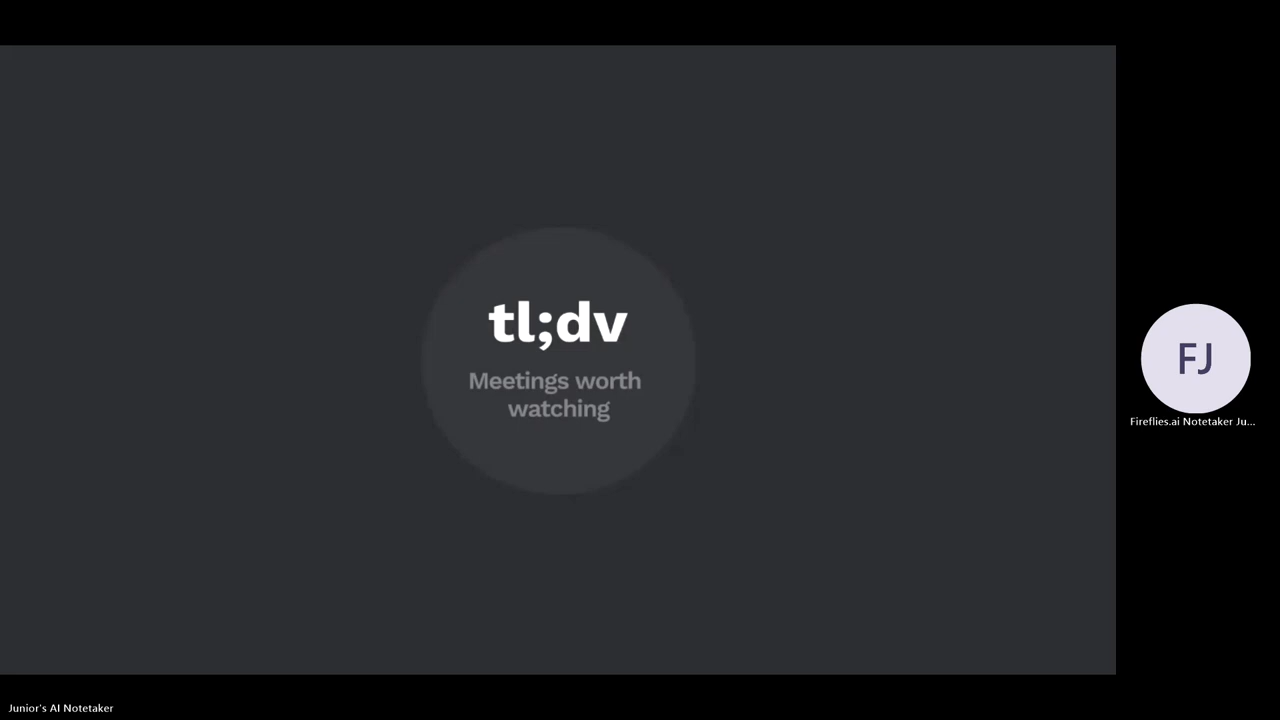 tl;dv
Meetings worth
watching
FJ
Fireflies.ai Notetaker Ju...
Junior's AI Notetaker